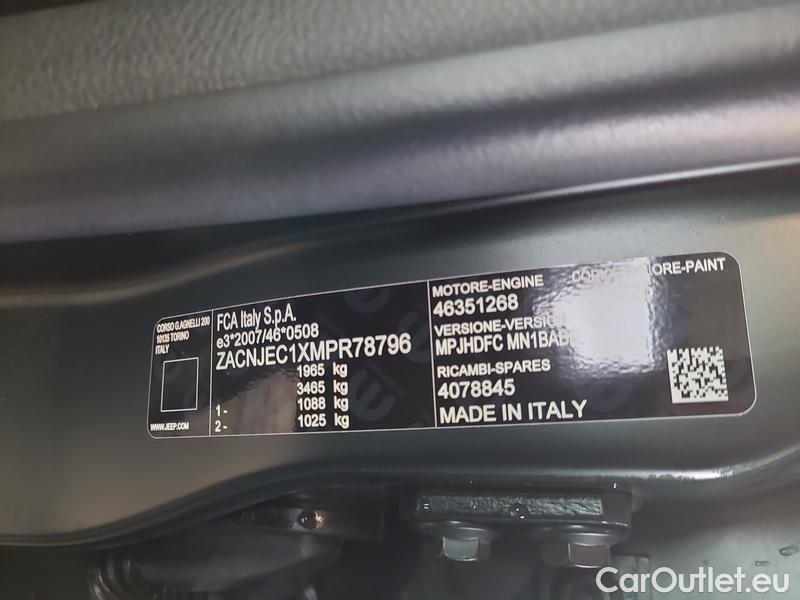 CORSO G.AGNELLI 200
10135 TORINO
ITALY
WWW.JEEP.COM
FCA Italy S.p.A.
e3*2007/46*0508
ZACNJEC1XMPR78796
1965 kg
3465 kg
1- 1088 kg
2- 1025 kg
MOTORE-ENGINE
46351268
VERSIONE-VERSION
MPJHDFC MN1BAD
RICAMBI-SPARES
4078845
MADE IN ITALY
CarOutlet.eu